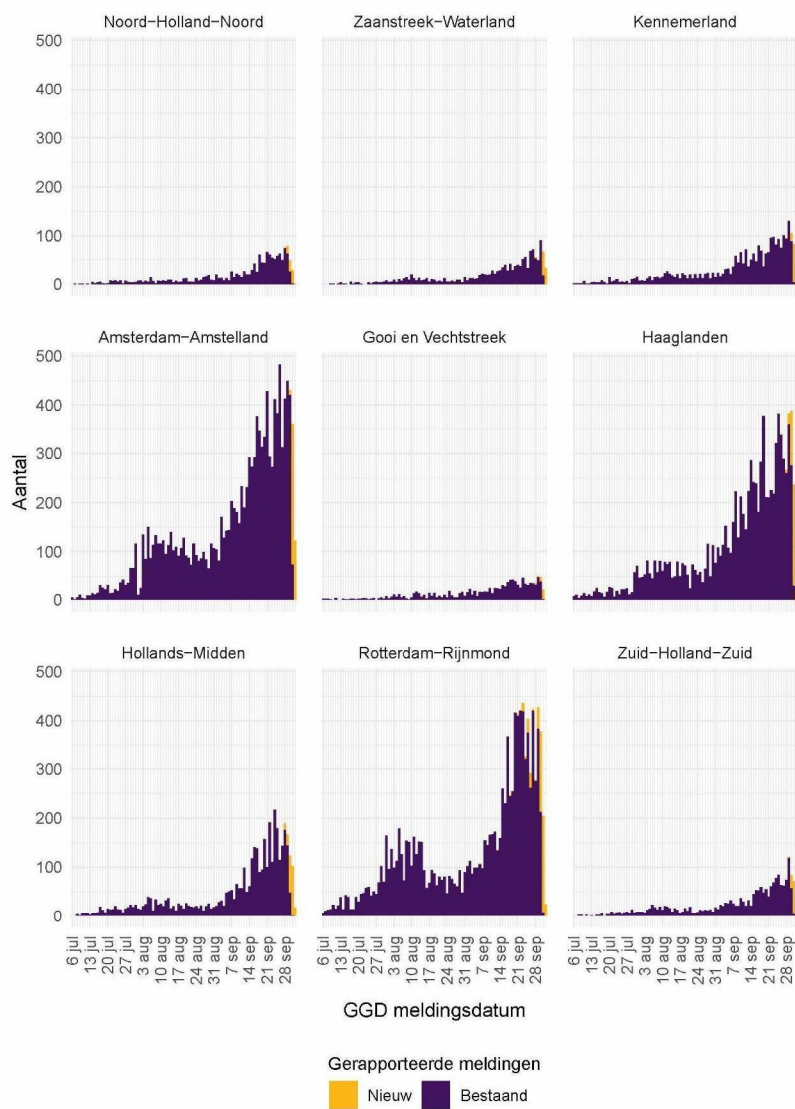 Noord-Holland-Noord
Zaanstreek-Waterland
Kennemerland
500
400
300
200
100
0
Amsterdam-Amstelland
Gooi en Vechtstreek
Haaglanden
500
400
300
200
100
0
Aantal
Hollands-Midden
Rotterdam-Rijnmond
Zuid-Holland-Zuid
500
400
300
200
100
0
6 jul
13 jul
20 jul
27 jul
3 aug
10 aug
17 aug
24 aug
31 aug
7 sep
14 sep
21 sep
28 sep
6 jul
13 jul
20 jul
27 jul
3 aug
10 aug
17 aug
24 aug
31 aug
7 sep
14 sep
21 sep
28 sep
6 jul
13 jul
20 jul
27 jul
3 aug
10 aug
17 aug
24 aug
31 aug
7 sep
14 sep
21 sep
28 sep
GGD meldingsdatum
Gerapporteerde meldingen
Nieuw
Bestaand